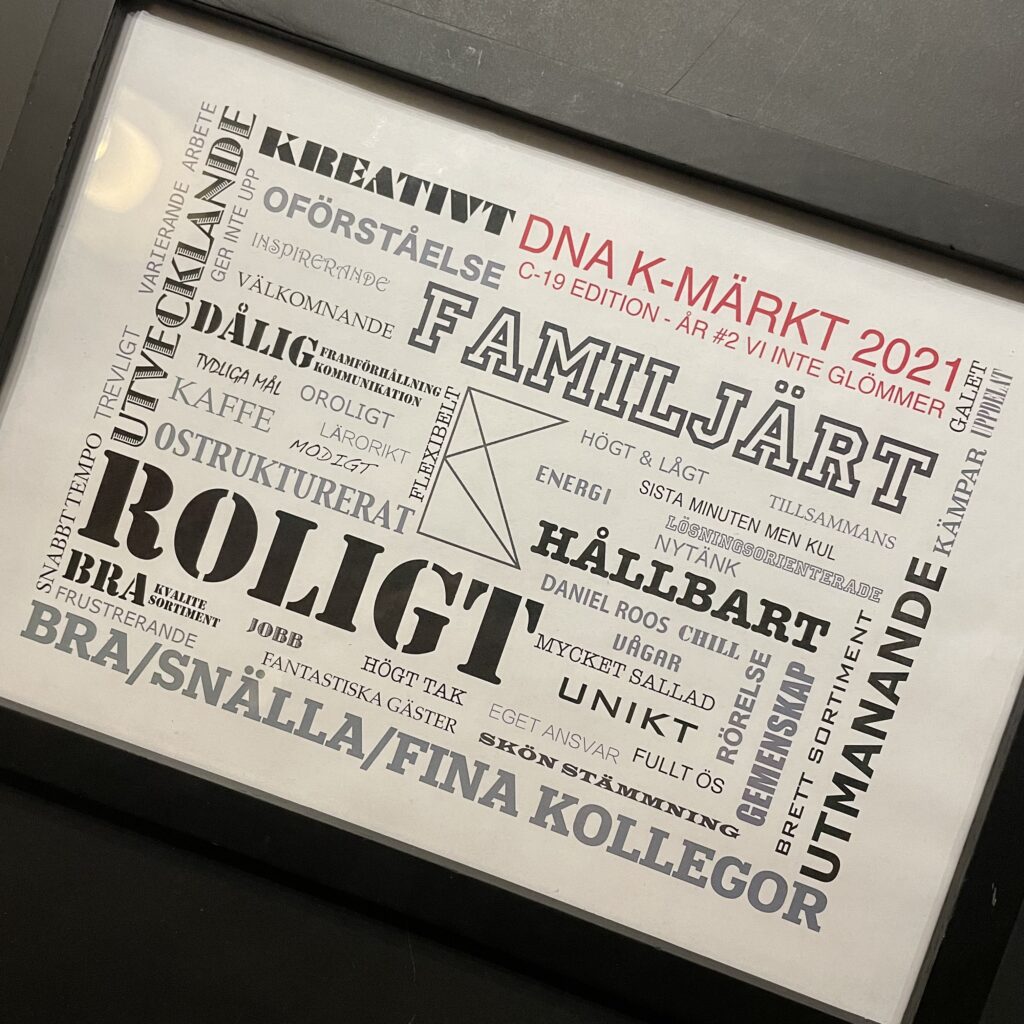 KREATIVT
DNA K-MÄRKT 2021
C-19 EDITION - ÅR #2 VI INTE GLÖMMER
OFÖRSTÅELSE
INSPIRERANDE
VÄLKOMNANDE
FAMILJÄRT
VARIERANDE ARBETE
UTVECKLANDE
GER INTE UPP
DÅLIG
FRAMFÖRHÅLLNING
KOMMUNIKATION
TYDLIGA MÅL
OROLIGT
KAFFE
LÄRORIKT
MODIGT
TREVLIGT
FLEXIBELT
OSTRUKTURERAT
HÖGT & LÅGT
GALET
UPPDELAT
ENERGI
SISTA MINUTEN MEN KUL
TILLSAMMANS
LÖSNINGSORIENTERADE
NYTÄNK
KÄMPAR
SNABBT TEMPO
ROLIGT
HÅLLBART
BRA
KVALITE
SORTIMENT
DANIEL ROOS
CHILL
VÅGAR
FRUSTRERANDE
JOBB
HÖGT TAK
MYCKET SALLAD
FANTASTISKA GÄSTER
UNIKT
EGET ANSVAR
FULLT ÖS
SKÖN STÄMMNING
RÖRELSE
GEMENSKAP
BRETT SORTIMENT
UTMANANDE
BRA/SNÄLLA/FINA KOLLEGOR